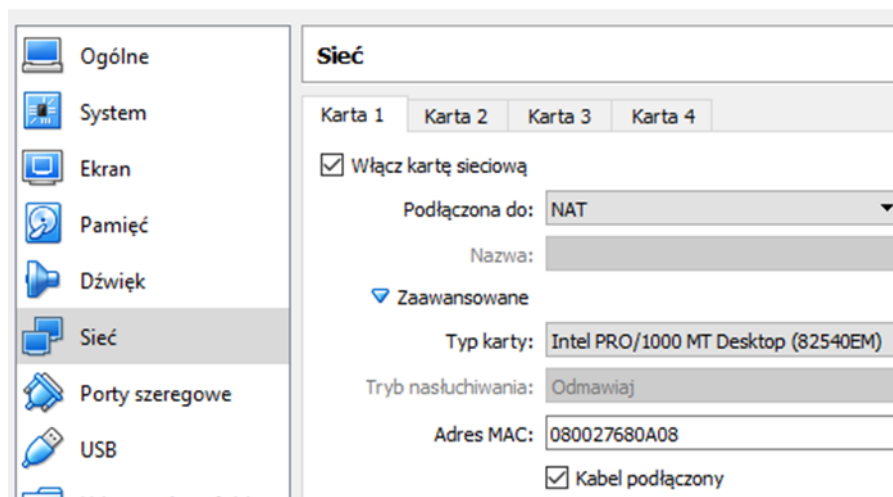 Ogólne
System
Ekran
Pamięć
Dźwięk
Sieć
Porty szeregowe
USB
Sieć
Karta 1 Karta 2 Karta 3 Karta 4
Włącz kartę sieciową
Podłączona do: NAT
Nazwa:
Zaawansowane
Typ karty: Intel PRO/1000 MT Desktop (82540EM)
Tryb nasłuchiwania: Odmawiaj
Adres MAC: 080027680A08
Kabel podłączony